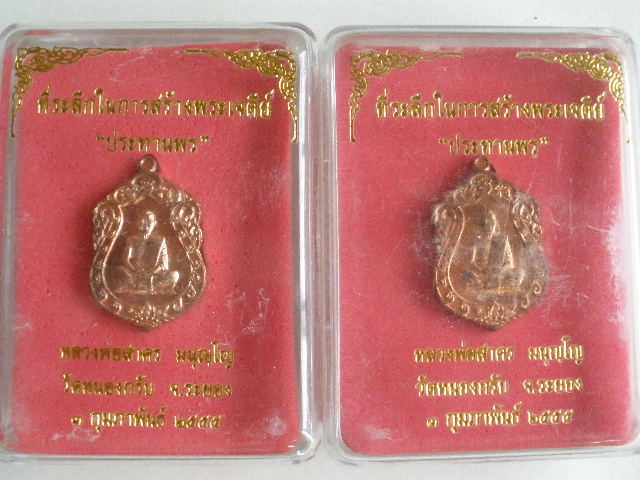 ที่ระลึกในการสร้างพระเจดีย์
"ประทานพร"
หลวงพ่อสาคร มนุญฺโญ
วัดหนองกรับ จ.ระยอง
๓ กุมภาพันธ์ ๒๕๕๕
ที่ระลึกในการสร้างพระเจดีย์
"ประทานพร"
หลวงพ่อสาคร มนุญฺโญ
วัดหนองกรับ จ.ระยอง
๓ กุมภาพันธ์ ๒๕๕๕